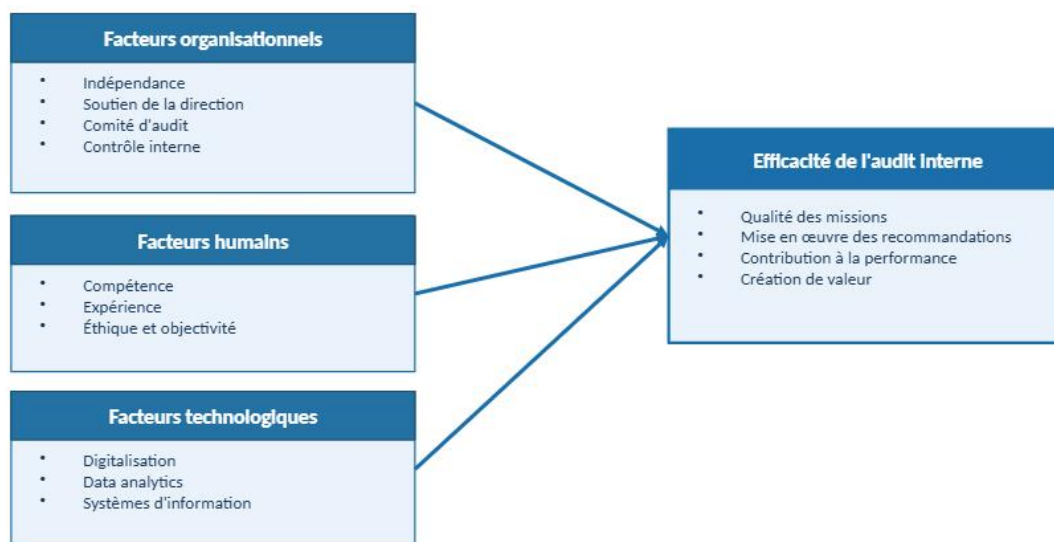 Facteurs organisationnels
• Indépendance
• Soutien de la direction
• Comité d'audit
• Contrôle interne
Facteurs humains
• Compétence
• Expérience
• Éthique et objectivité
Facteurs technologiques
• Digitalisation
• Data analytics
• Systèmes d'information
Efficacité de l'audit interne
• Qualité des missions
• Mise en œuvre des recommandations
• Contribution à la performance
• Création de valeur